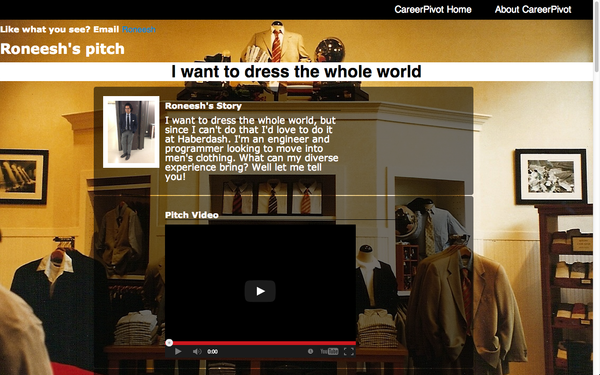 CareerPivot Home About CareerPivot
Like what you see? Email Roneesh
Roneesh's pitch
I want to dress the whole world
Roneesh's Story
I want to dress the whole world, but
since I can't do that I'd love to do it
at Haberdash. I'm an engineer and
programmer looking to move into
men's clothing. What can my diverse
experience bring? Well let me tell
you!
Pitch Video
0:00
YouTube